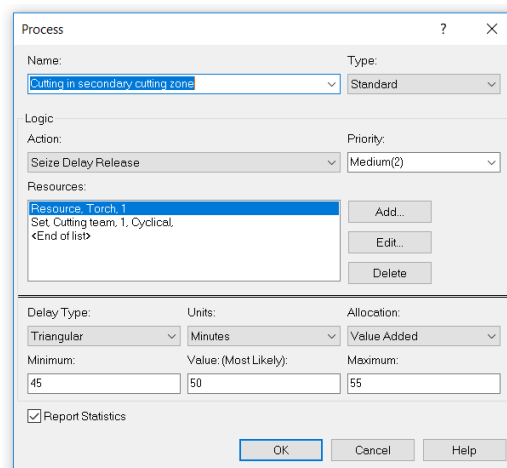 Process ?
Name: Type:
Cutting in secondary cutting zone Standard
Logic
Action: Priority:
Seize Delay Release Medium(2)
Resources:
Resource, Torch, 1
Set, Cutting team, 1, Cyclical,
<End of list>
Add...
Edit...
Delete
Delay Type: Units: Allocation:
Triangular Minutes Value Added
Minimum: Value: (Most Likely): Maximum:
45 50 55
Report Statistics
OK Cancel Help